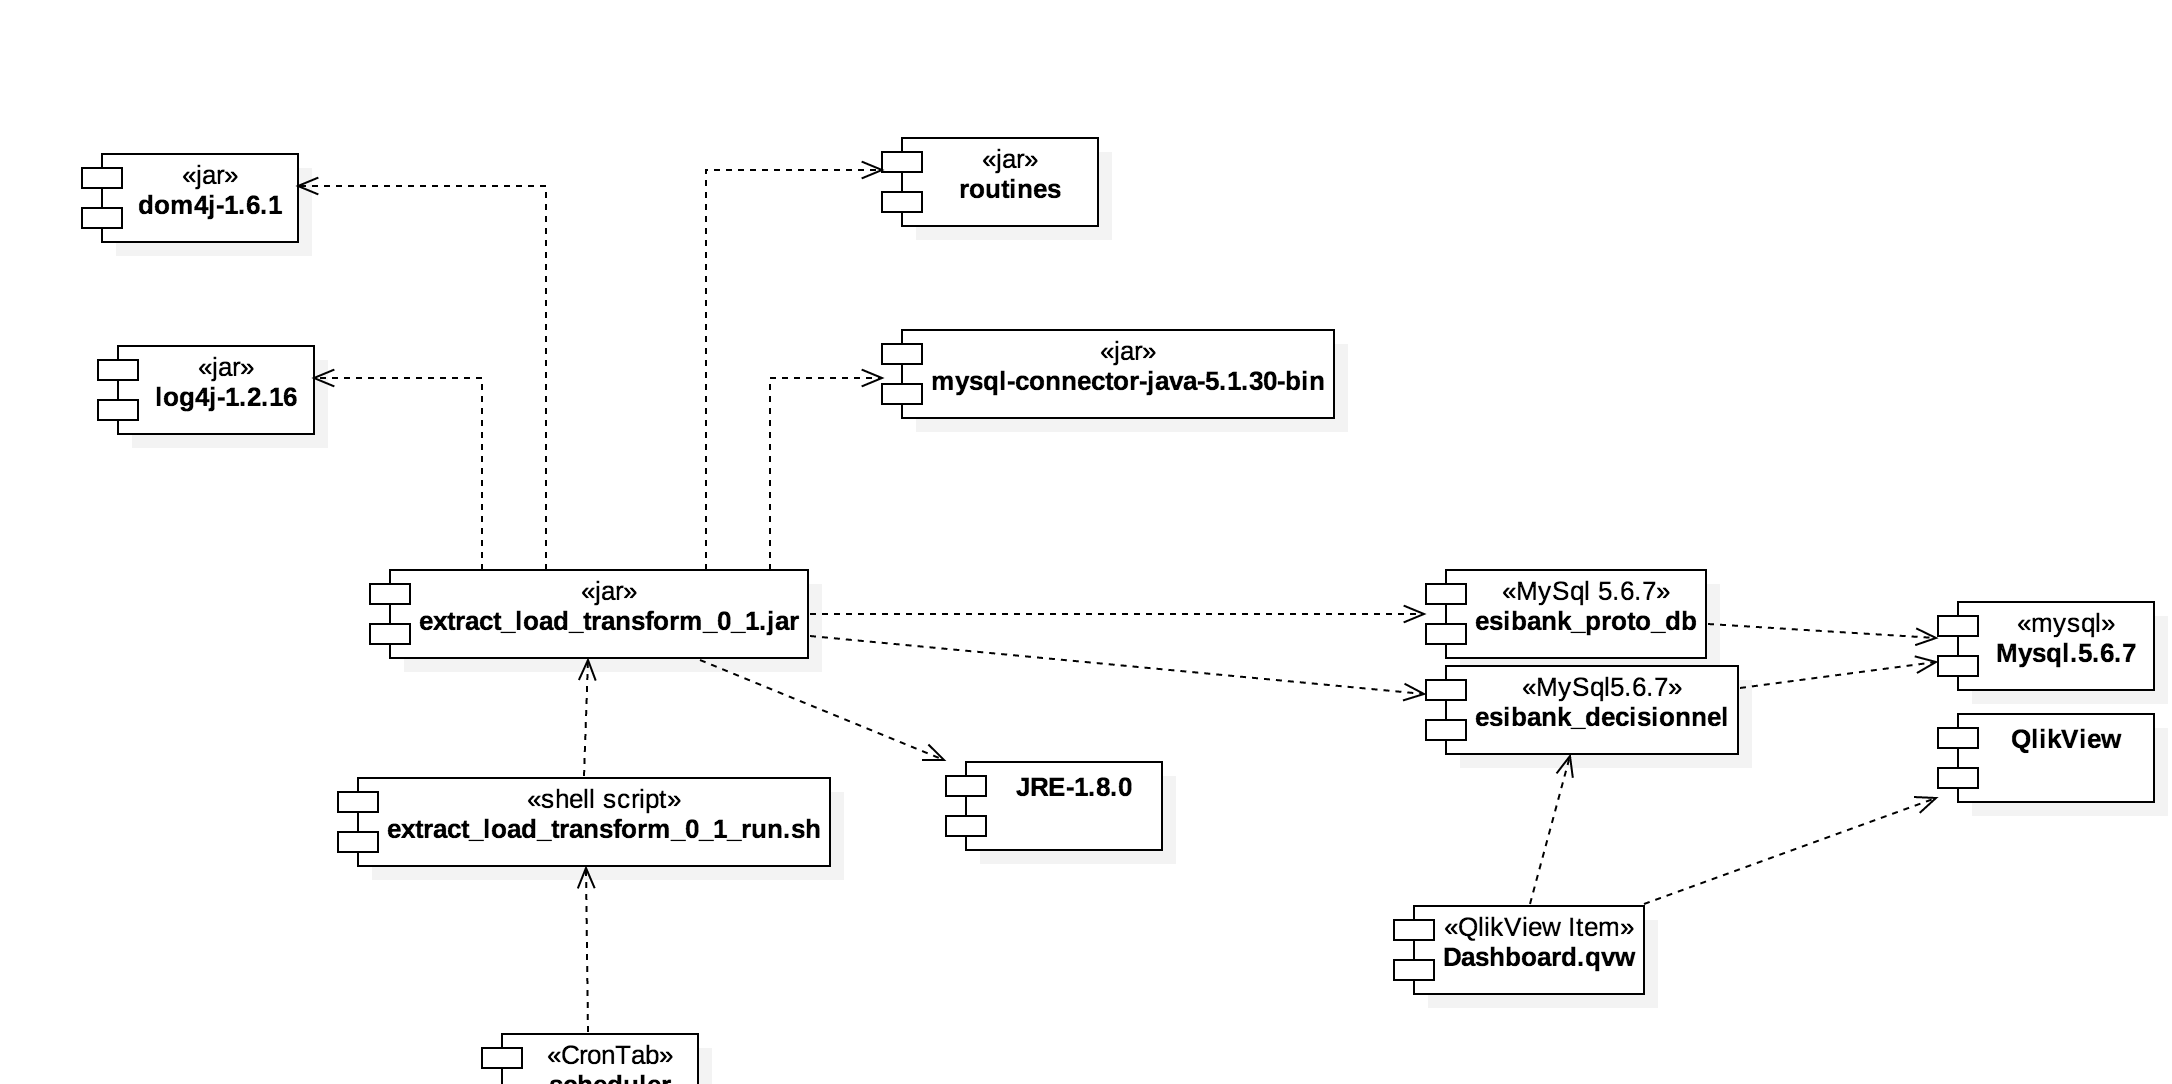 «jar»
dom4j-1.6.1
«jar»
routines
«jar»
log4j-1.2.16
«jar»
mysql-connector-java-5.1.30-bin
«jar»
extract_load_transform_0_1.jar
«MySql 5.6.7»
esibank_proto_db
«mysql»
Mysql.5.6.7
«MySql5.6.7»
esibank_decisionnel
QlikView
JRE-1.8.0
«shell script»
extract_load_transform_0_1_run.sh
«QlikView Item»
Dashboard.qvw
«CronTab»
scheduler